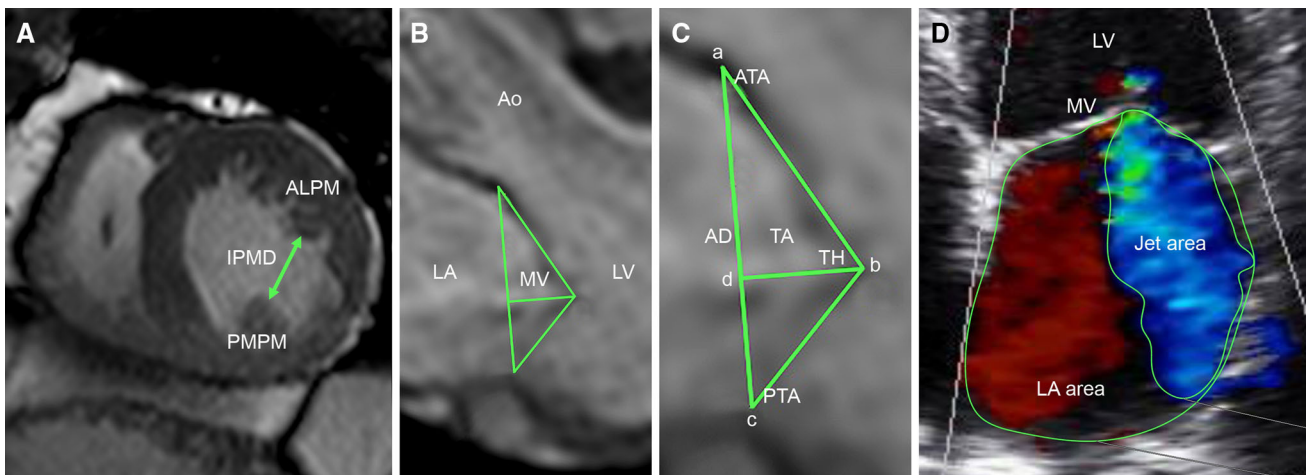 A
ALPM
IPMD
PMPM
B
Ao
LA
MV
LV
C
a
ATA
AD
TA
TH
b
d
PTA
c
D
LV
MV
Jet area
LA area